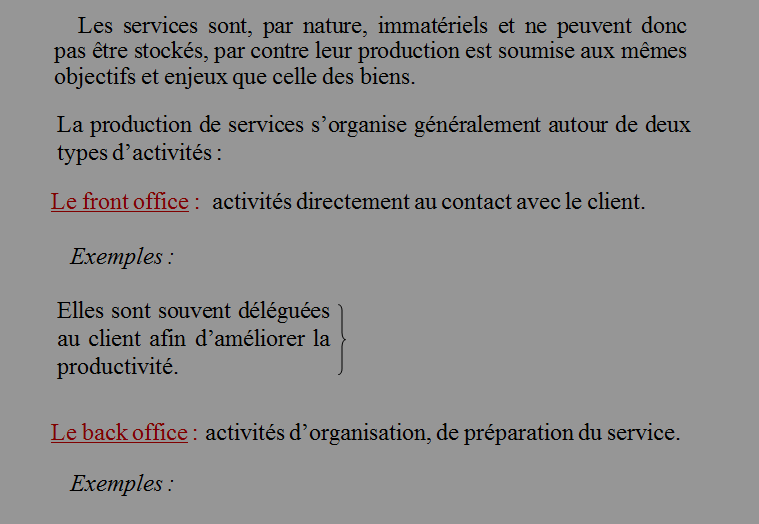 Les services sont, par nature, immatériels et ne peuvent donc
pas être stockés, par contre leur production est soumise aux mêmes
objectifs et enjeux que celle des biens.
La production de services s’organise généralement autour de deux
types d’activités :
Le front office : activités directement au contact avec le client.
Exemples :
Elles sont souvent déléguées
au client afin d’améliorer la
productivité.
Le back office : activités d’organisation, de préparation du service.
Exemples :